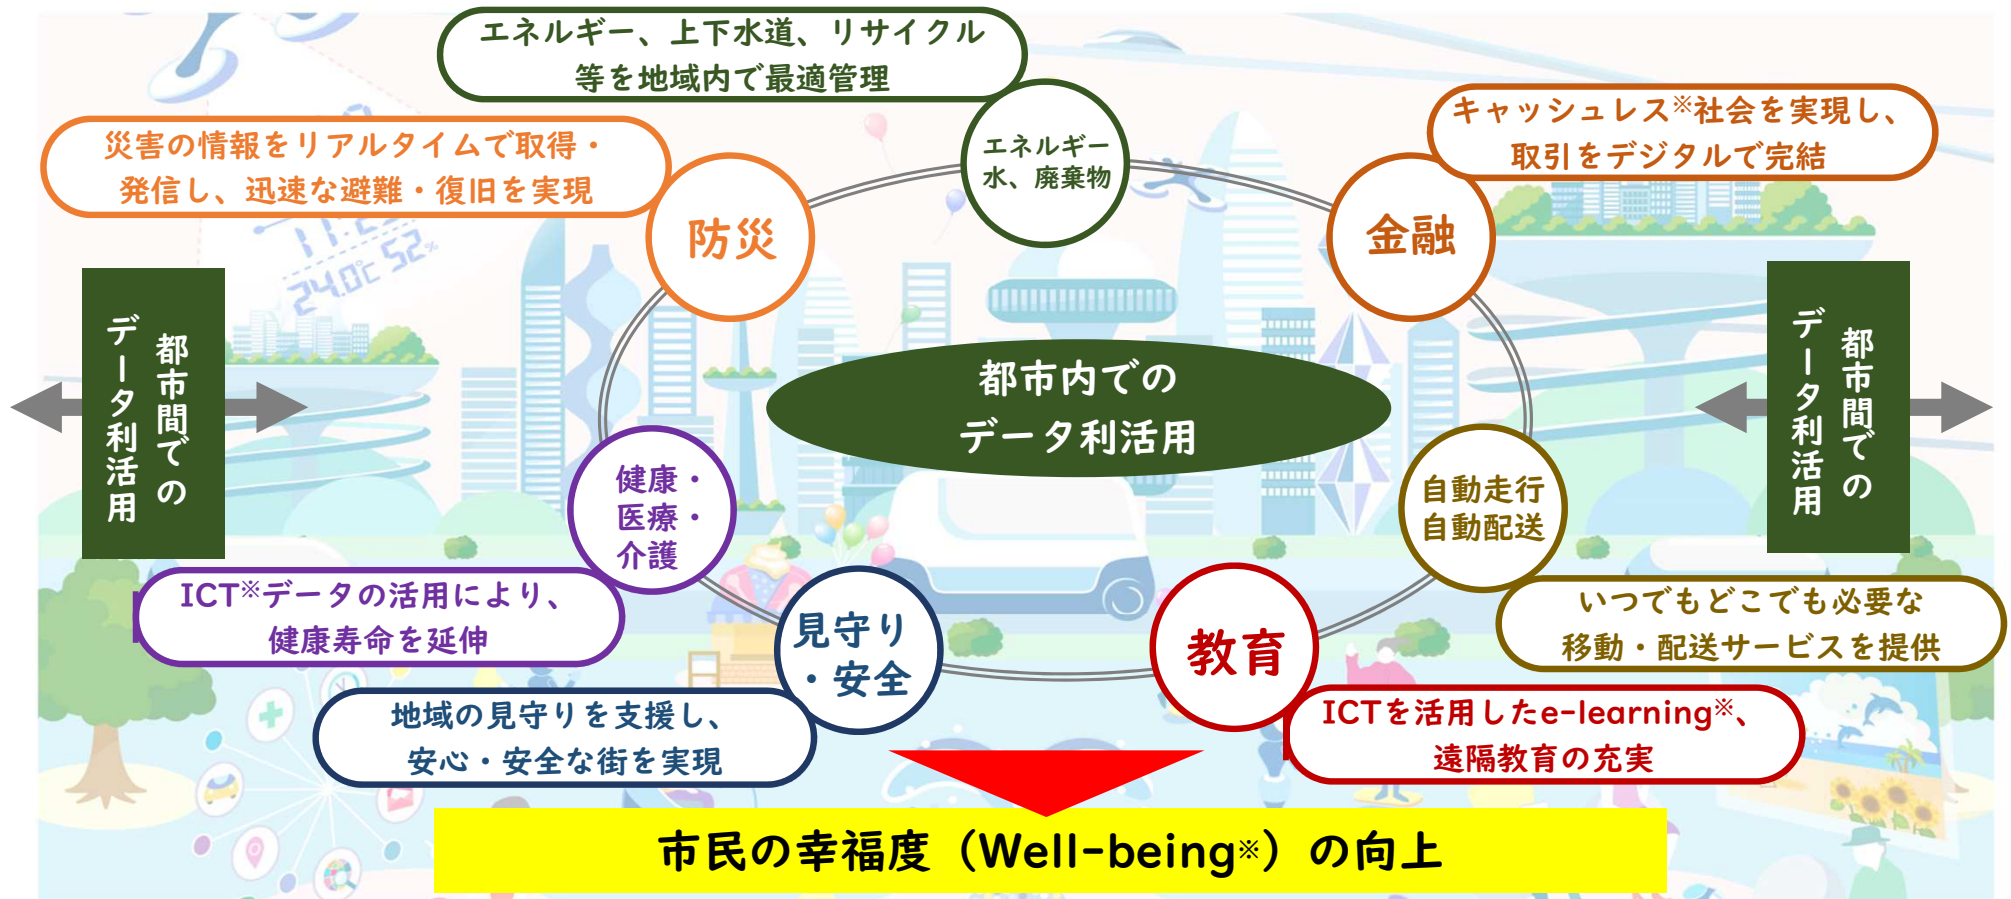 エネルギー、上下水道、リサイクル
等を地域内で最適管理
キャッシュレス※社会を実現し、
取引をデジタルで完結
災害の情報をリアルタイムで取得・
発信し、迅速な避難・復旧を実現
エネルギー
水、廃棄物
防災
金融
24.0℃ 52%
都市間での
データ利活用
都市内での
データ利活用
都市間での
データ利活用
健康・
医療・
介護
自動走行
自動配送
ICT※データの活用により、
健康寿命を延伸
いつでもどこでも必要な
移動・配送サービスを提供
見守り
・安全
教育
地域の見守りを支援し、
安心・安全な街を実現
ICTを活用したe-learning※、
遠隔教育の充実
市民の幸福度（Well-being※）の向上